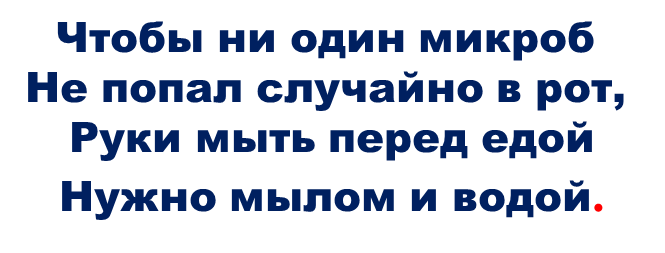 Чтобы ни один микроб
Не попал случайно в рот,
Руки мыть перед едой
Нужно мылом и водой.